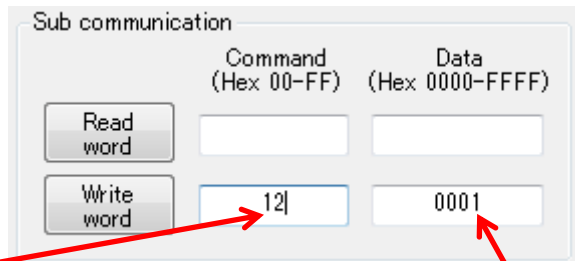 Sub communication
Command Data
(Hex 00-FF) (Hex 0000-FFFF)
Read
word
Write 12 0001
word